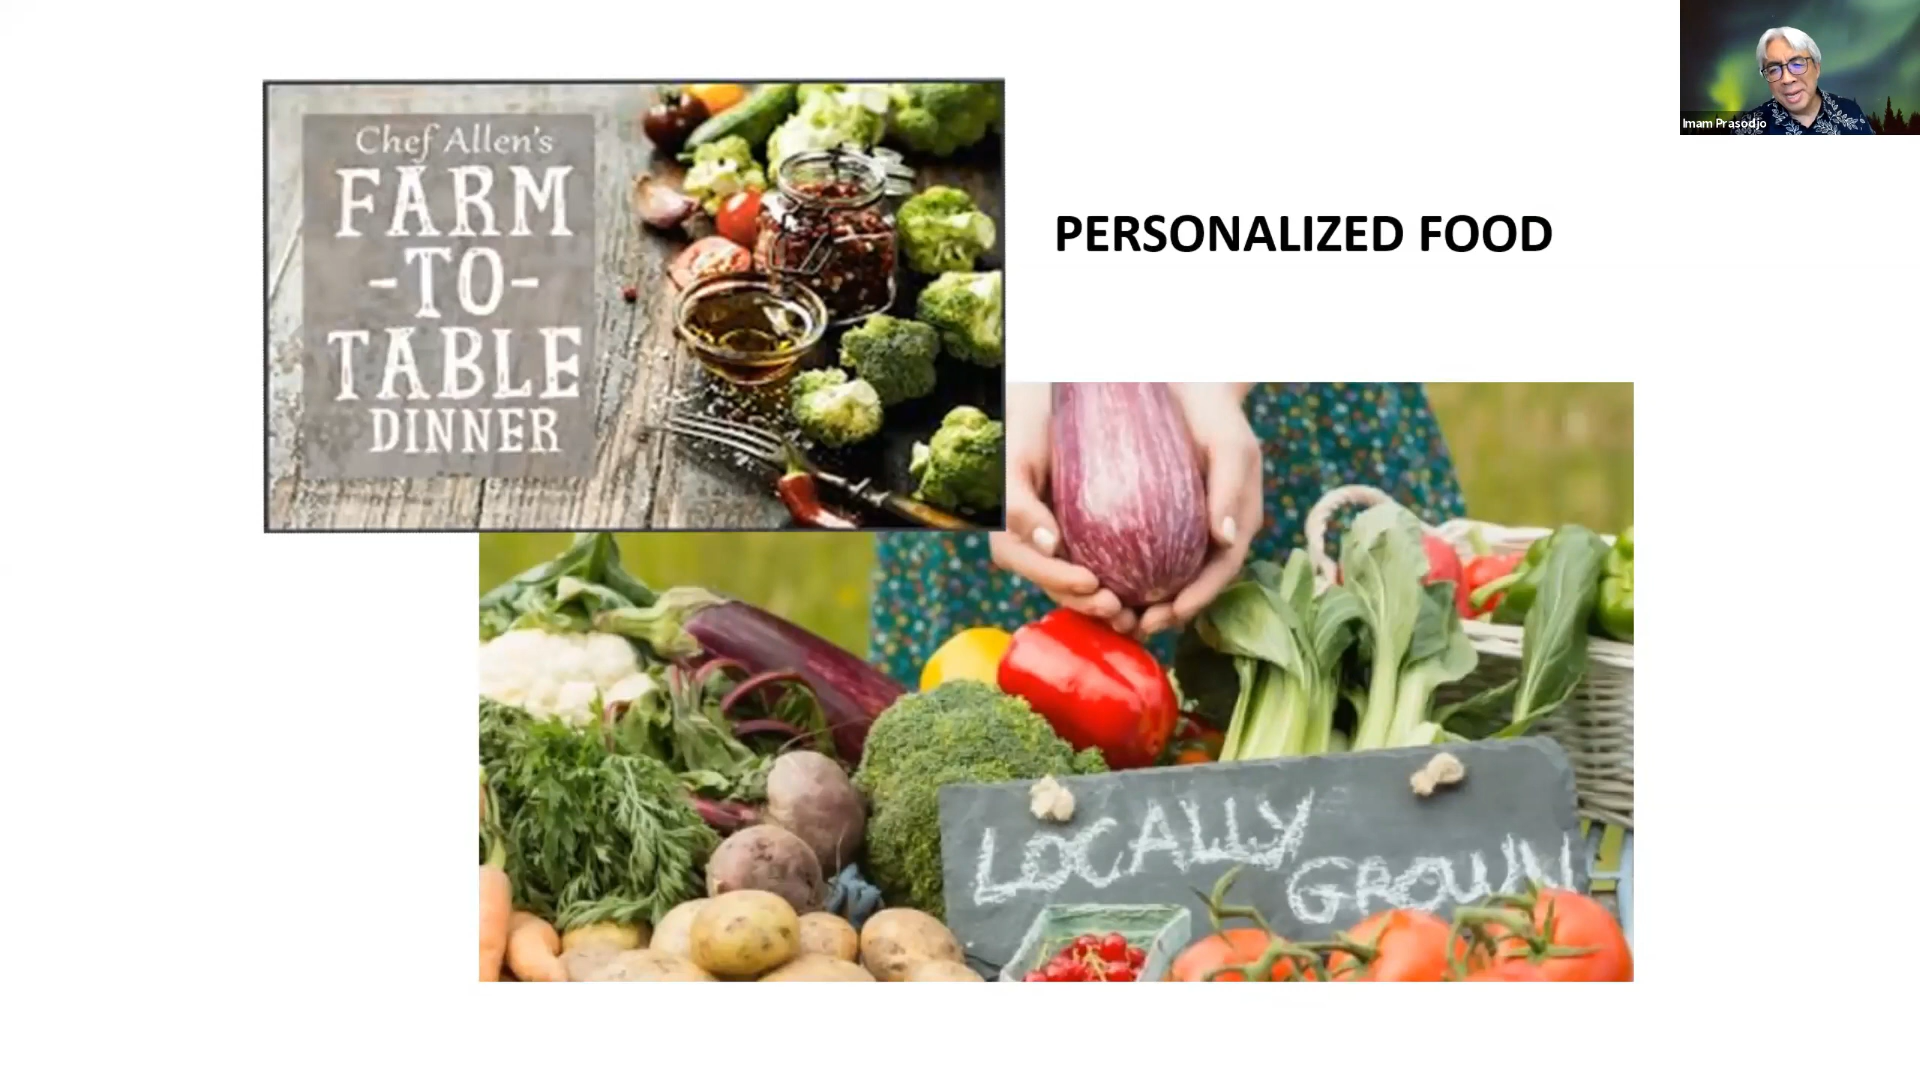 Chef Allen's
FARM
-TO-
TABLE
DINNER
PERSONALIZED FOOD
LOCALLY
GROWN
Imam Prasodjo